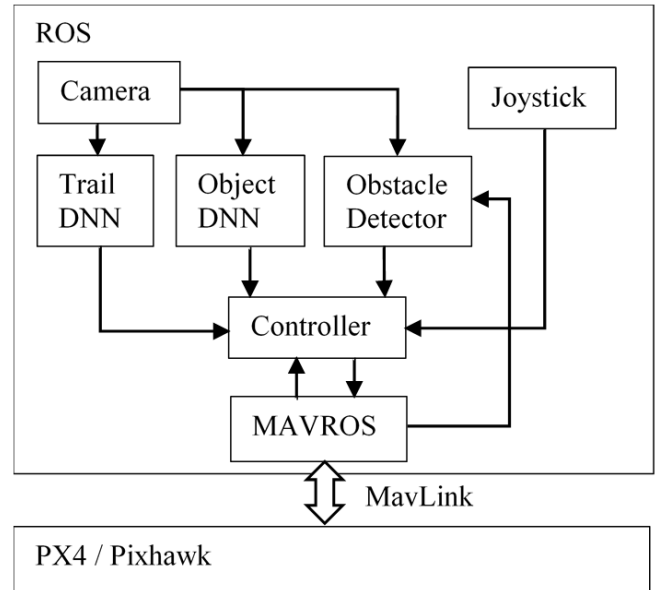 ROS
Camera
Joystick
Trail
DNN
Object
DNN
Obstacle
Detector
Controller
MAVROS
MavLink
PX4 / Pixhawk